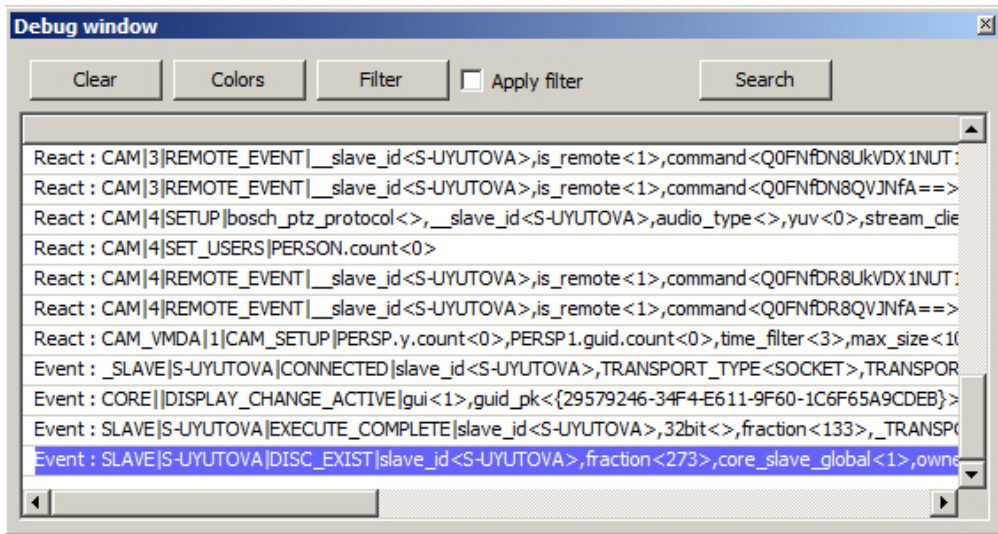 Debug window
Clear Colors Filter Apply filter Search
React : CAM|3|REMOTE_EVENT|__slave_id<S-UYUTOVA>,is_remote<1>,command<Q0FNfDN8UkVDX1NUT1
React : CAM|3|REMOTE_EVENT|__slave_id<S-UYUTOVA>,is_remote<1>,command<Q0FNfDN8QVJNfA==>
React : CAM|4|SETUP|bosch_ptz_protocol<>,__slave_id<S-UYUTOVA>,audio_type<>,yuv<0>,stream_clie
React : CAM|4|SET_USERS|PERSON.count<0>
React : CAM|4|REMOTE_EVENT|__slave_id<S-UYUTOVA>,is_remote<1>,command<Q0FNfDR8UkVDX1NUT1
React : CAM|4|REMOTE_EVENT|__slave_id<S-UYUTOVA>,is_remote<1>,command<Q0FNfDR8QVJNfA==>
React : CAM_VMDA|1|CAM_SETUP|PERSP.y.count<0>,PERSP1.guid.count<0>,time_filter<3>,max_size<10
Event : _SLAVE|S-UYUTOVA|CONNECTED|slave_id<S-UYUTOVA>,TRANSPORT_TYPE<SOCKET>,TRANSPOR
Event : CORE||DISPLAY_CHANGE_ACTIVE|gui<1>,guid_pk<{29579246-34F4-E611-9F60-1C6F65A9CDEB}>
Event : SLAVE|S-UYUTOVA|EXECUTE_COMPLETE|slave_id<S-UYUTOVA>,32bit<>,fraction<133>,_TRANSP
Event : SLAVE|S-UYUTOVA|DISC_EXIST|slave_id<S-UYUTOVA>,fraction<273>,core_slave_global<1>,owne